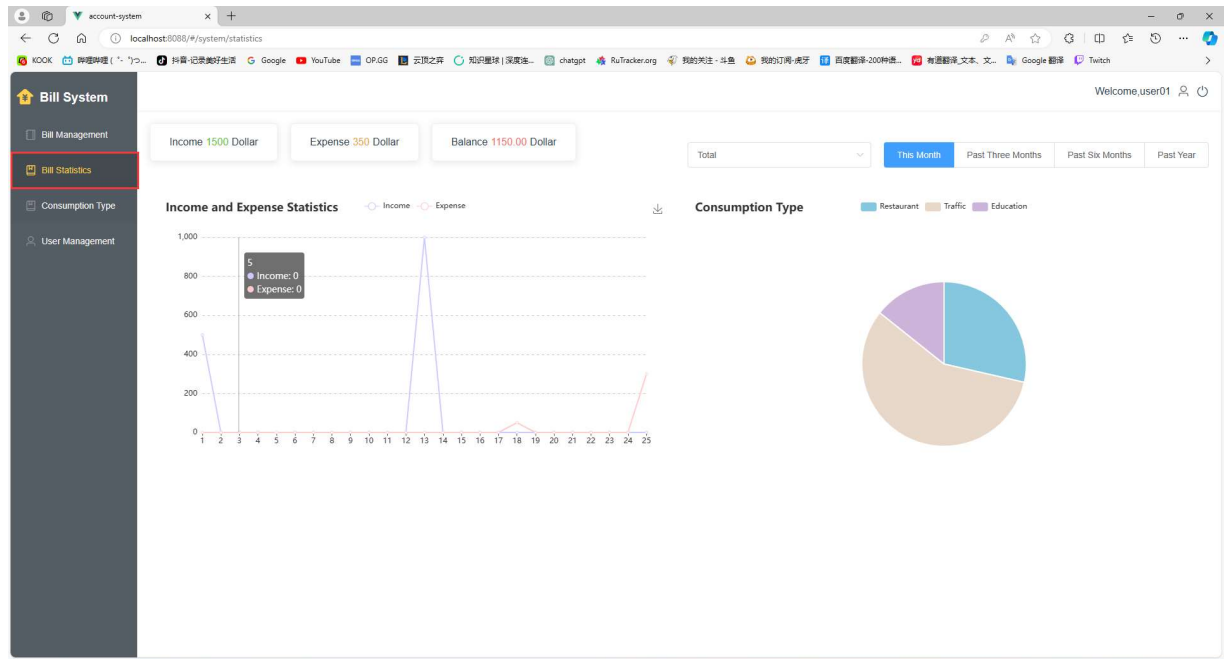 account-system
localhost:8088/#/system/statistics
KOOK
哔哩哔哩 ( ゜- ゜)つ...
抖音-记录美好生活
Google
YouTube
OP.GG
云顶之弈
知识星球 | 深度连...
chatgpt
RuTracker.org
我的关注 - 斗鱼
我的订阅-虎牙
百度翻译-200种语...
有道翻译_文本、文...
Google 翻译
Twitch
Bill System
Welcome,user01
Bill Management
Bill Statistics
Consumption Type
User Management
Income 1500 Dollar
Expense 350 Dollar
Balance 1150.00 Dollar
Total
This Month
Past Three Months
Past Six Months
Past Year
Income and Expense Statistics
Income
Expense
1,000
800
600
400
200
0
1 2 3 4 5 6 7 8 9 10 11 12 13 14 15 16 17 18 19 20 21 22 23 24 25
5
Income: 0
Expense: 0
Consumption Type
Restaurant
Traffic
Education